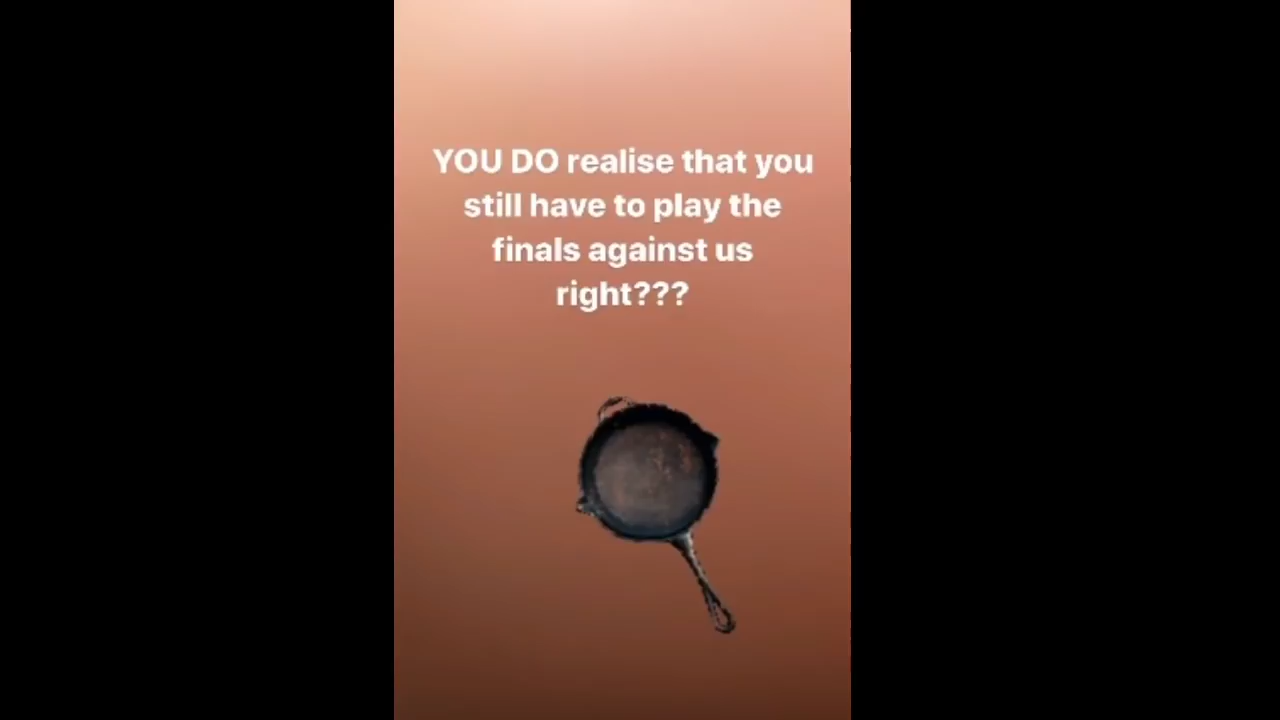 YOU DO realise that you
still have to play the
finals against us
right???